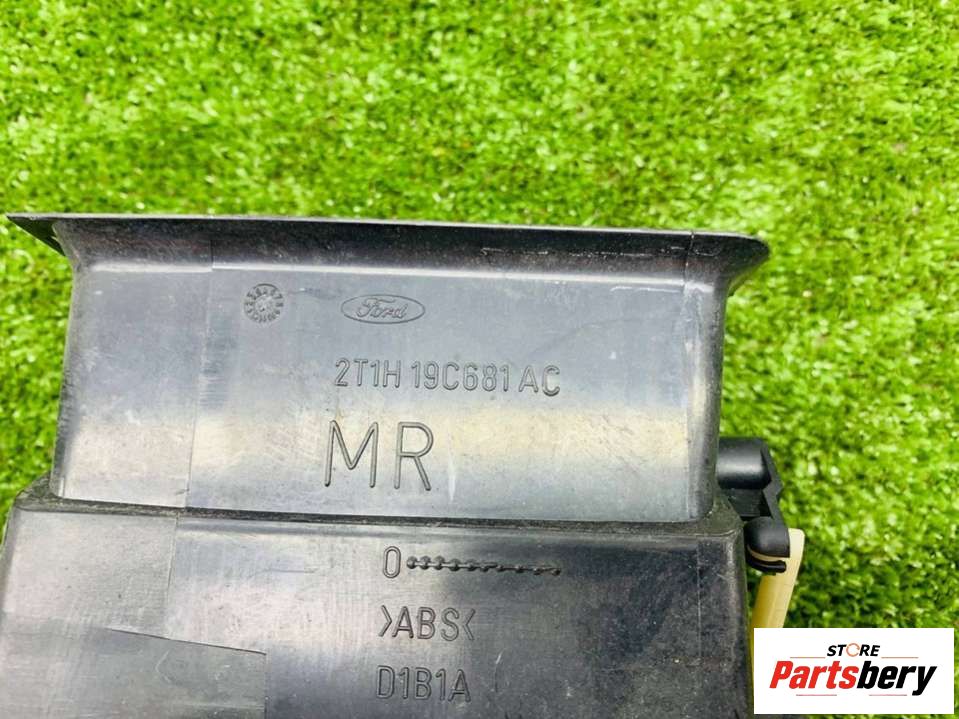 Ford
2T1H 19C681 AC
MR
0
>ABS<
D1B1A
STORE
Partsbery